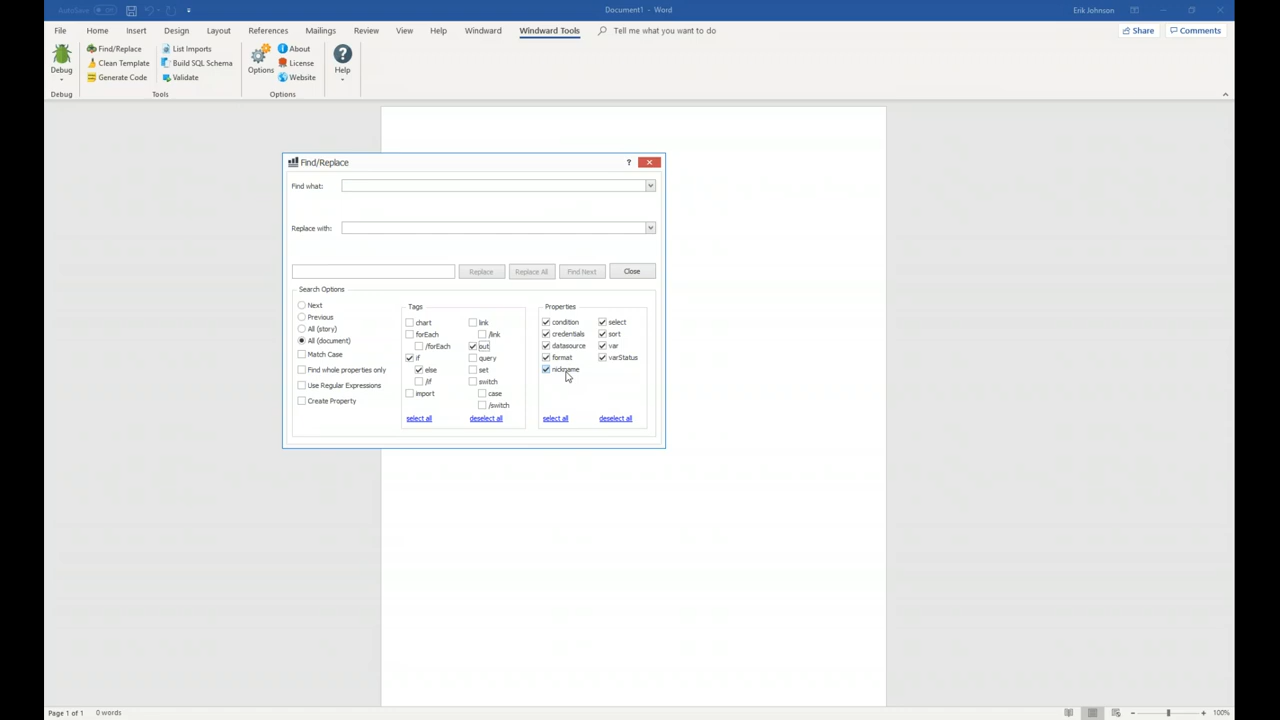 AutoSave Off
Document1 - Word
Erik Johnson
File Home Insert Design Layout References Mailings Review View Help Windward Windward Tools Tell me what you want to do Share Comments
Debug
Find/Replace
Clean Template
Generate Code
List Imports
Build SQL Schema
Validate
Options
About
License
Website
Help
Debug Tools Options
Find/Replace ?
Find what:
Replace with:
Replace Replace All Find Next Close
Search Options
Next
Previous
All (story)
All (document)
Match Case
Find whole properties only
Use Regular Expressions
Create Property
Tags
chart
forEach
/forEach
if
else
/if
import
link
/link
out
query
set
switch
case
/switch
select all deselect all
Properties
condition
credentials
datasource
format
nickname
select
sort
var
varStatus
select all deselect all
Page 1 of 1 0 words 100%